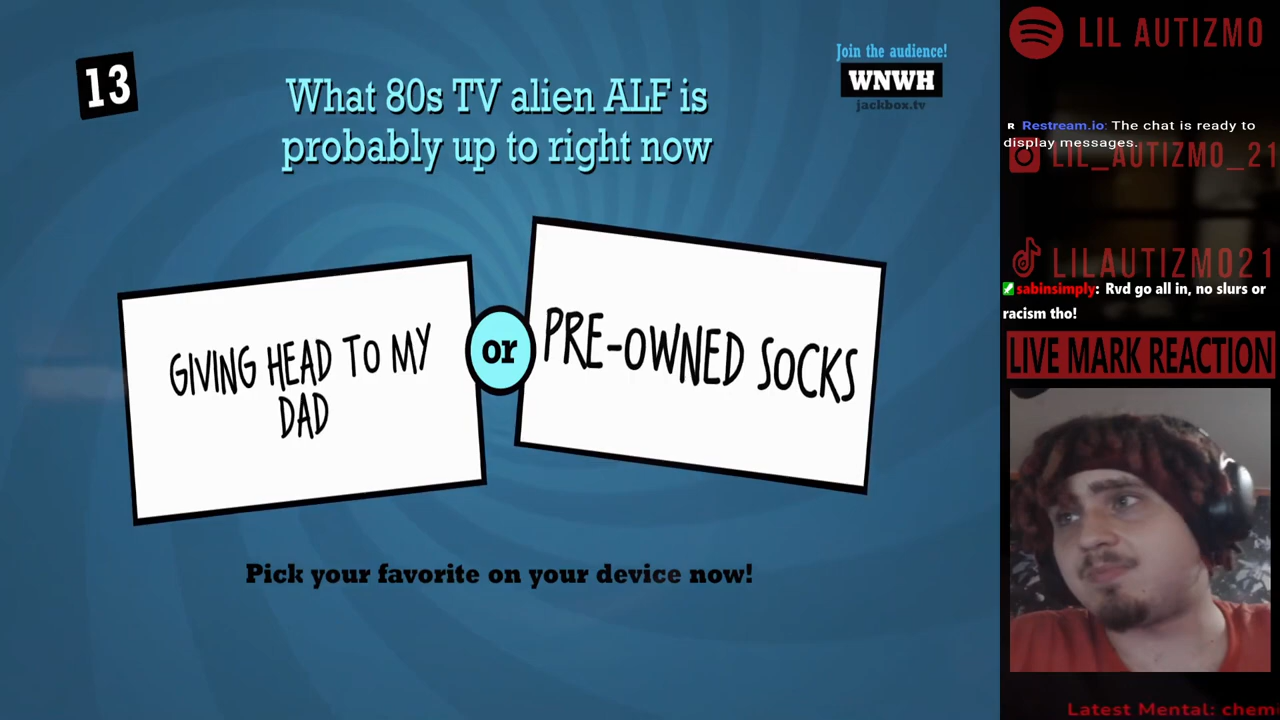 13
What 80s TV alien ALF is
probably up to right now
Join the audience!
WNWH
jackbox.tv
GIVING HEAD TO MY
DAD
or
PRE-OWNED SOCKS
Pick your favorite on your device now!
LIL AUTIZMO
R Restream.io: The chat is ready to
display messages.
LIL_AUTIZMO_21
LILAUTIZMO21
sabinsimply: Rvd go all in, no slurs or
racism tho!
LIVE MARK REACTION
Latest Mental: chem